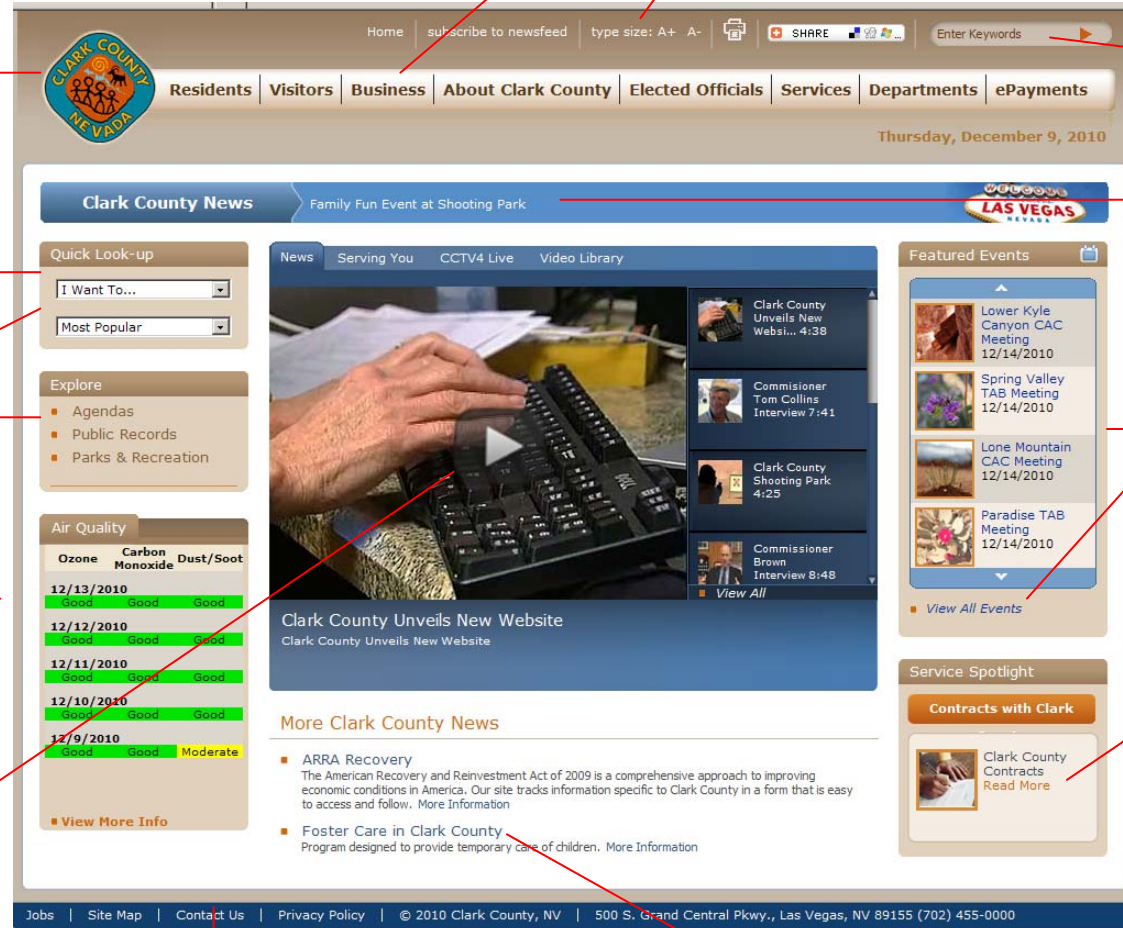 Home
subscribe to newsfeed
type size: A+ A-
SHARE
Enter Keywords
CLARK COUNTY
NEVADA
Residents
Visitors
Business
About Clark County
Elected Officials
Services
Departments
ePayments
Thursday, December 9, 2010
Clark County News
Family Fun Event at Shooting Park
WELCOME
LAS VEGAS
NEVADA
Quick Look-up
I Want To...
Most Popular
Explore
Agendas
Public Records
Parks & Recreation
Air Quality
Ozone
Carbon
Monoxide
Dust/Soot
12/13/2010
Good Good Good
12/12/2010
Good Good Good
12/11/2010
Good Good Good
12/10/2010
Good Good Good
12/9/2010
Good Good Moderate
View More Info
News
Serving You
CCTV4 Live
Video Library
Clark County
Unveils New
Websi... 4:38
Commisioner
Tom Collins
Interview 7:41
Clark County
Shooting Park
4:25
Commissioner
Brown
Interview 8:48
View All
Clark County Unveils New Website
Clark County Unveils New Website
More Clark County News
ARRA Recovery
The American Recovery and Reinvestment Act of 2009 is a comprehensive approach to improving
economic conditions in America. Our site tracks information specific to Clark County in a form that is easy
to access and follow. More Information
Foster Care in Clark County
Program designed to provide temporary care of children. More Information
Featured Events
Lower Kyle
Canyon CAC
Meeting
12/14/2010
Spring Valley
TAB Meeting
12/14/2010
Lone Mountain
CAC Meeting
12/14/2010
Paradise TAB
Meeting
12/14/2010
View All Events
Service Spotlight
Contracts with Clark
Clark County
Contracts
Read More
Jobs | Site Map | Contact Us | Privacy Policy | © 2010 Clark County, NV | 500 S. Grand Central Pkwy., Las Vegas, NV 89155 (702) 455-0000